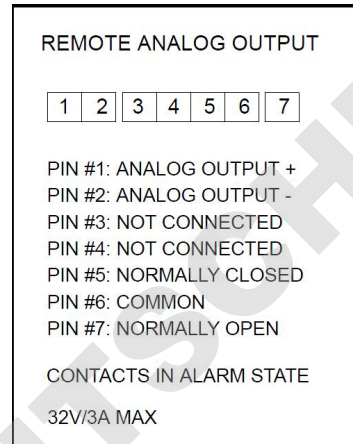 REMOTE ANALOG OUTPUT
1 2 3 4 5 6 7
PIN #1: ANALOG OUTPUT +
PIN #2: ANALOG OUTPUT -
PIN #3: NOT CONNECTED
PIN #4: NOT CONNECTED
PIN #5: NORMALLY CLOSED
PIN #6: COMMON
PIN #7: NORMALLY OPEN
CONTACTS IN ALARM STATE
32V/3A MAX